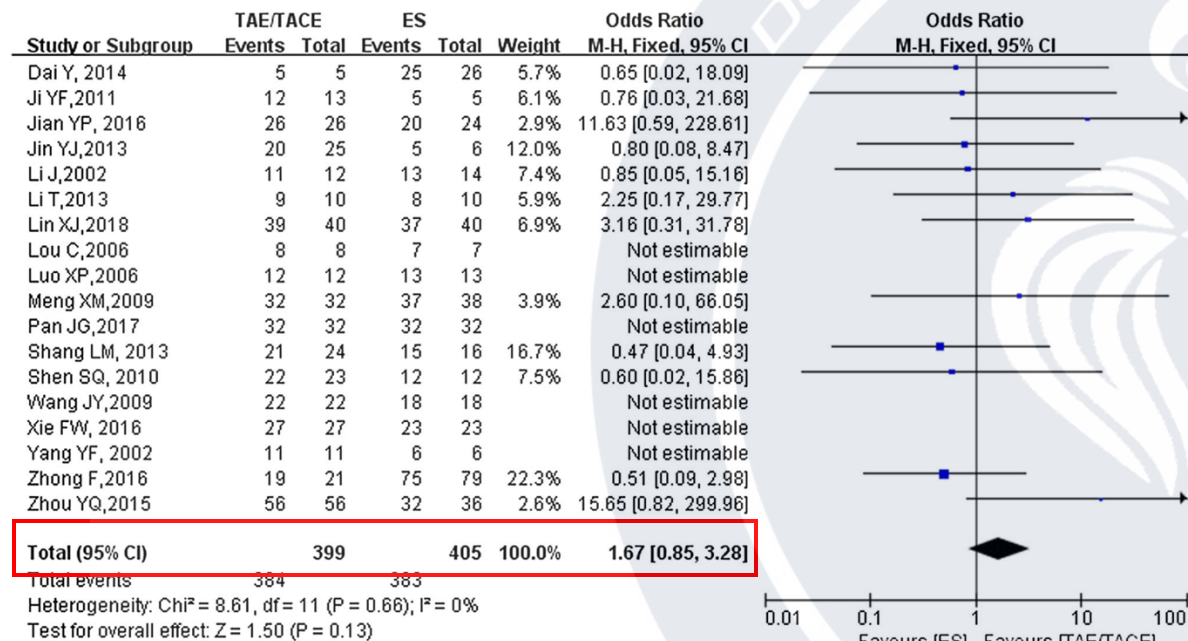 TAE/TACE ES Odds Ratio Odds Ratio
Study or Subgroup Events Total Events Total Weight M-H, Fixed, 95% CI M-H, Fixed, 95% CI
Dai Y, 2014 5 5 25 26 5.7% 0.65 [0.02, 18.09]
Ji YF,2011 12 13 5 5 6.1% 0.76 [0.03, 21.68]
Jian YP, 2016 26 26 20 24 2.9% 11.63 [0.59, 228.61]
Jin YJ,2013 20 25 5 6 12.0% 0.80 [0.08, 8.47]
Li J,2002 11 12 13 14 7.4% 0.85 [0.05, 15.16]
Li T,2013 9 10 8 10 5.9% 2.25 [0.17, 29.77]
Lin XJ,2018 39 40 37 40 6.9% 3.16 [0.31, 31.78]
Lou C,2006 8 8 7 7 Not estimable
Luo XP,2006 12 12 13 13 Not estimable
Meng XM,2009 32 32 37 38 3.9% 2.60 [0.10, 66.05]
Pan JG,2017 32 32 32 32 Not estimable
Shang LM, 2013 21 24 15 16 16.7% 0.47 [0.04, 4.93]
Shen SQ, 2010 22 23 12 12 7.5% 0.60 [0.02, 15.86]
Wang JY,2009 22 22 18 18 Not estimable
Xie FW, 2016 27 27 23 23 Not estimable
Yang YF, 2002 11 11 6 6 Not estimable
Zhong F,2016 19 21 75 79 22.3% 0.51 [0.09, 2.98]
Zhou YQ,2015 56 56 32 36 2.6% 15.65 [0.82, 299.96]
Total (95% CI) 399 405 100.0% 1.67 [0.85, 3.28]
Total events 384 383
Heterogeneity: Chi² = 8.61, df = 11 (P = 0.66); I² = 0%
Test for overall effect: Z = 1.50 (P = 0.13)
0.01 0.1 1 10 100
Favours [ES] Favours [TAE/TACE]